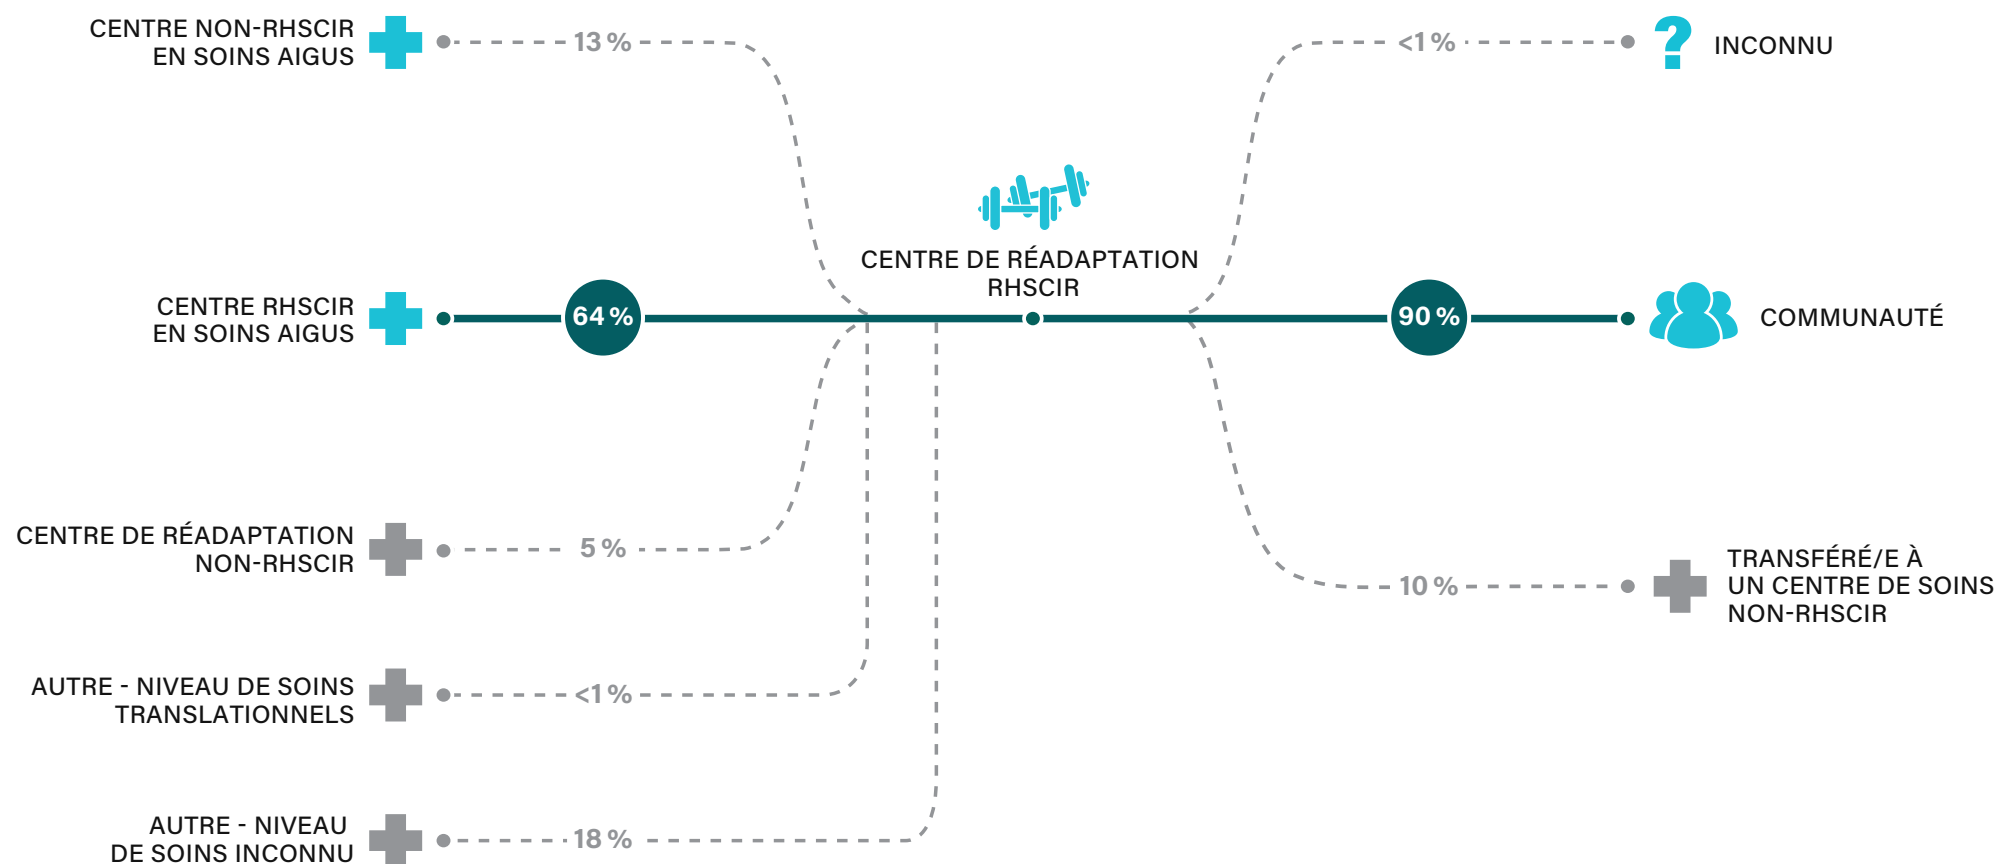 CENTRE NON-RHSCIR
EN SOINS AIGUS
13 %
<1 %
?
INCONNU
CENTRE DE RÉADAPTATION
RHSCIR
CENTRE RHSCIR
EN SOINS AIGUS
64 %
90 %
COMMUNAUTÉ
CENTRE DE RÉADAPTATION
NON-RHSCIR
5 %
10 %
TRANSFÉRÉ/E À
UN CENTRE DE SOINS
NON-RHSCIR
AUTRE - NIVEAU DE SOINS
TRANSLATIONNELS
<1 %
AUTRE - NIVEAU
DE SOINS INCONNU
18 %